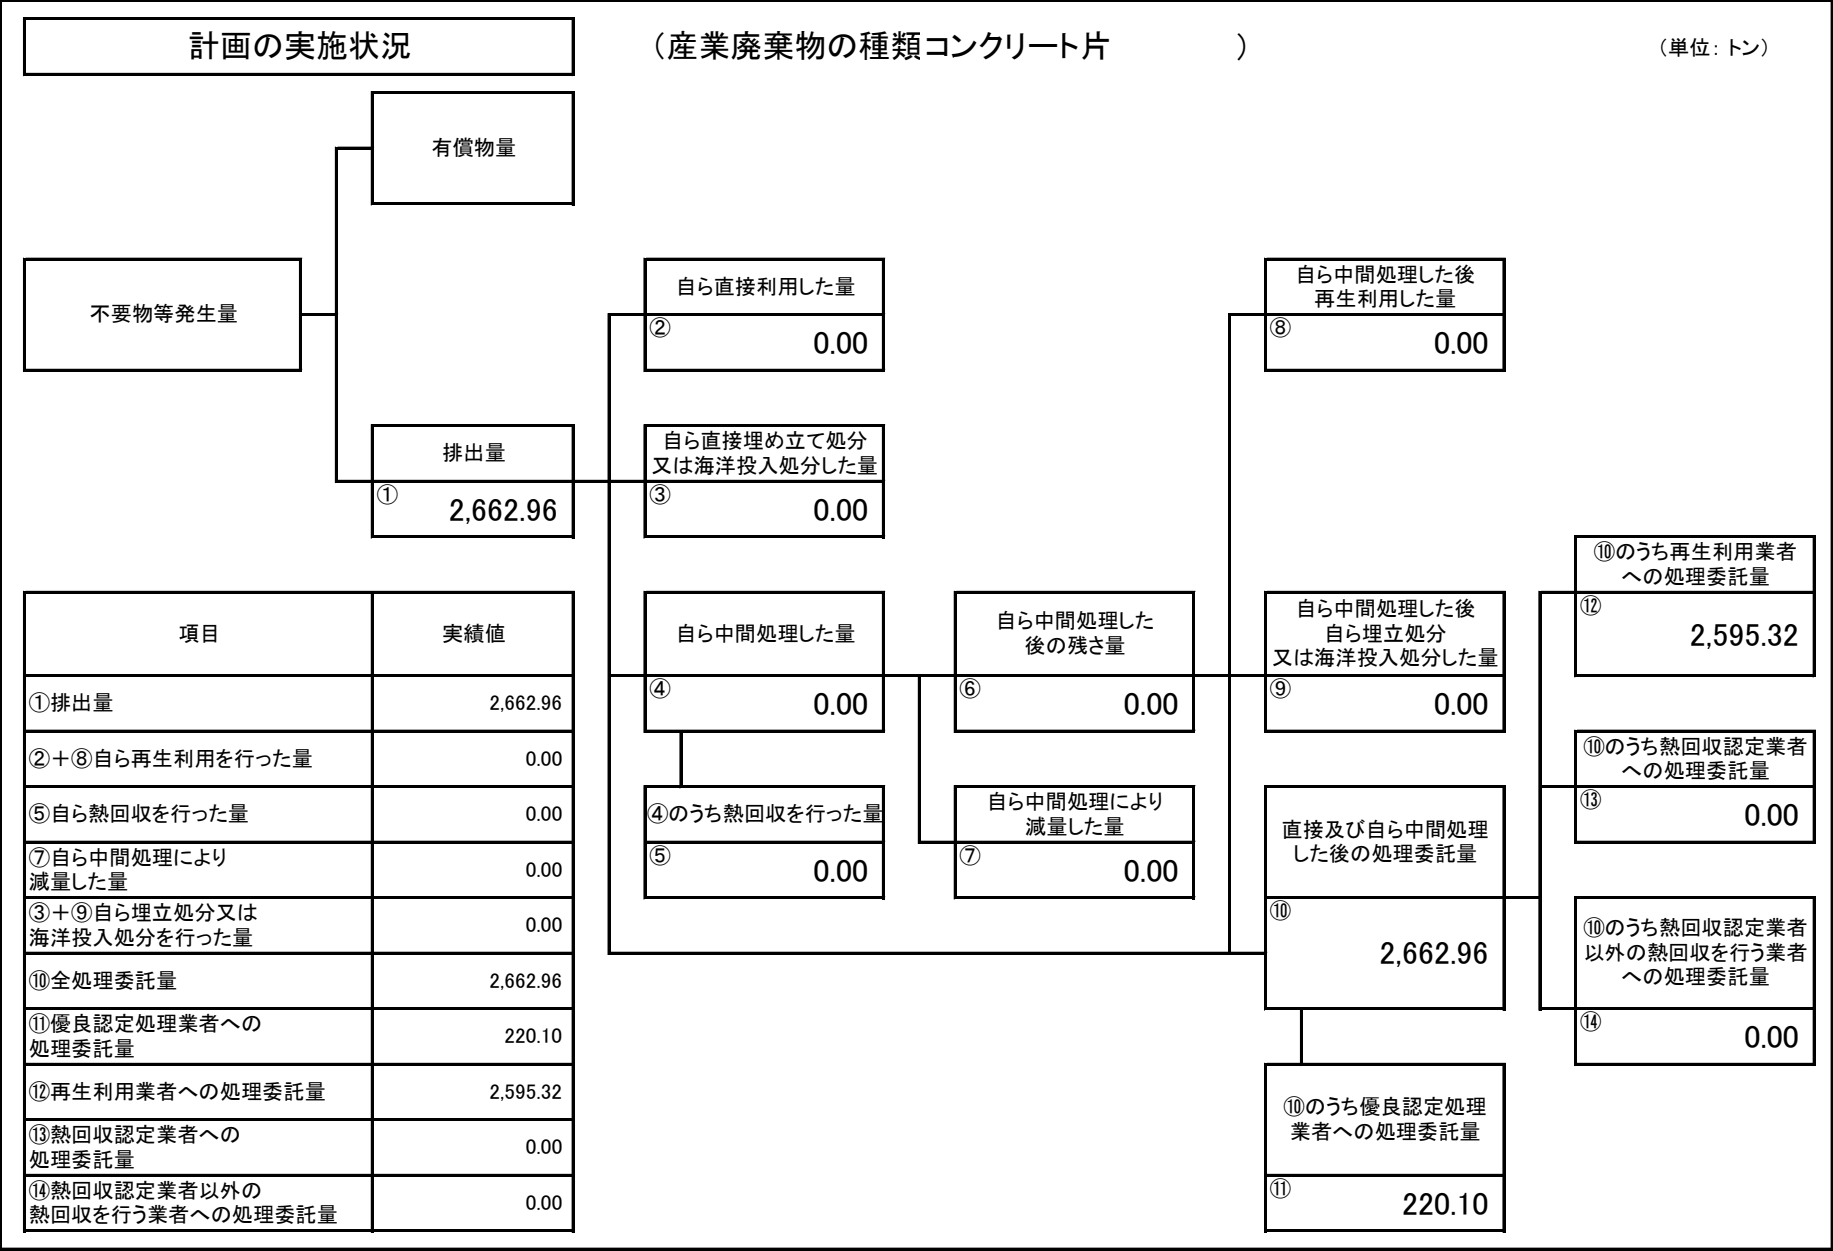 計画の実施状況
（産業廃棄物の種類コンクリート片　　　　）
（単位：トン）
有償物量
不要物等発生量
排出量
①
2,662.96
自ら直接利用した量
②
0.00
自ら直接埋め立て処分
又は海洋投入処分した量
③
0.00
自ら中間処理した量
④
0.00
④のうち熱回収を行った量
⑤
0.00
自ら中間処理した
後の残さ量
⑥
0.00
自ら中間処理により
減量した量
⑦
0.00
自ら中間処理した後
再生利用した量
⑧
0.00
自ら中間処理した後
自ら埋立処分
又は海洋投入処分した量
⑨
0.00
直接及び自ら中間処理
した後の処理委託量
⑩
2,662.96
⑩のうち優良認定処理
業者への処理委託量
⑪
220.10
⑩のうち再生利用業者
への処理委託量
⑫
2,595.32
⑩のうち熱回収認定業者
への処理委託量
⑬
0.00
⑩のうち熱回収認定業者
以外の熱回収を行う業者
への処理委託量
⑭
0.00
項目 実績値
①排出量 2,662.96
②＋⑧自ら再生利用を行った量 0.00
⑤自ら熱回収を行った量 0.00
⑦自ら中間処理により
減量した量 0.00
③＋⑨自ら埋立処分又は
海洋投入処分を行った量 0.00
⑩全処理委託量 2,662.96
⑪優良認定処理業者への
処理委託量 220.10
⑫再生利用業者への処理委託量 2,595.32
⑬熱回収認定業者への
処理委託量 0.00
⑭熱回収認定業者以外の
熱回収を行う業者への処理委託量 0.00